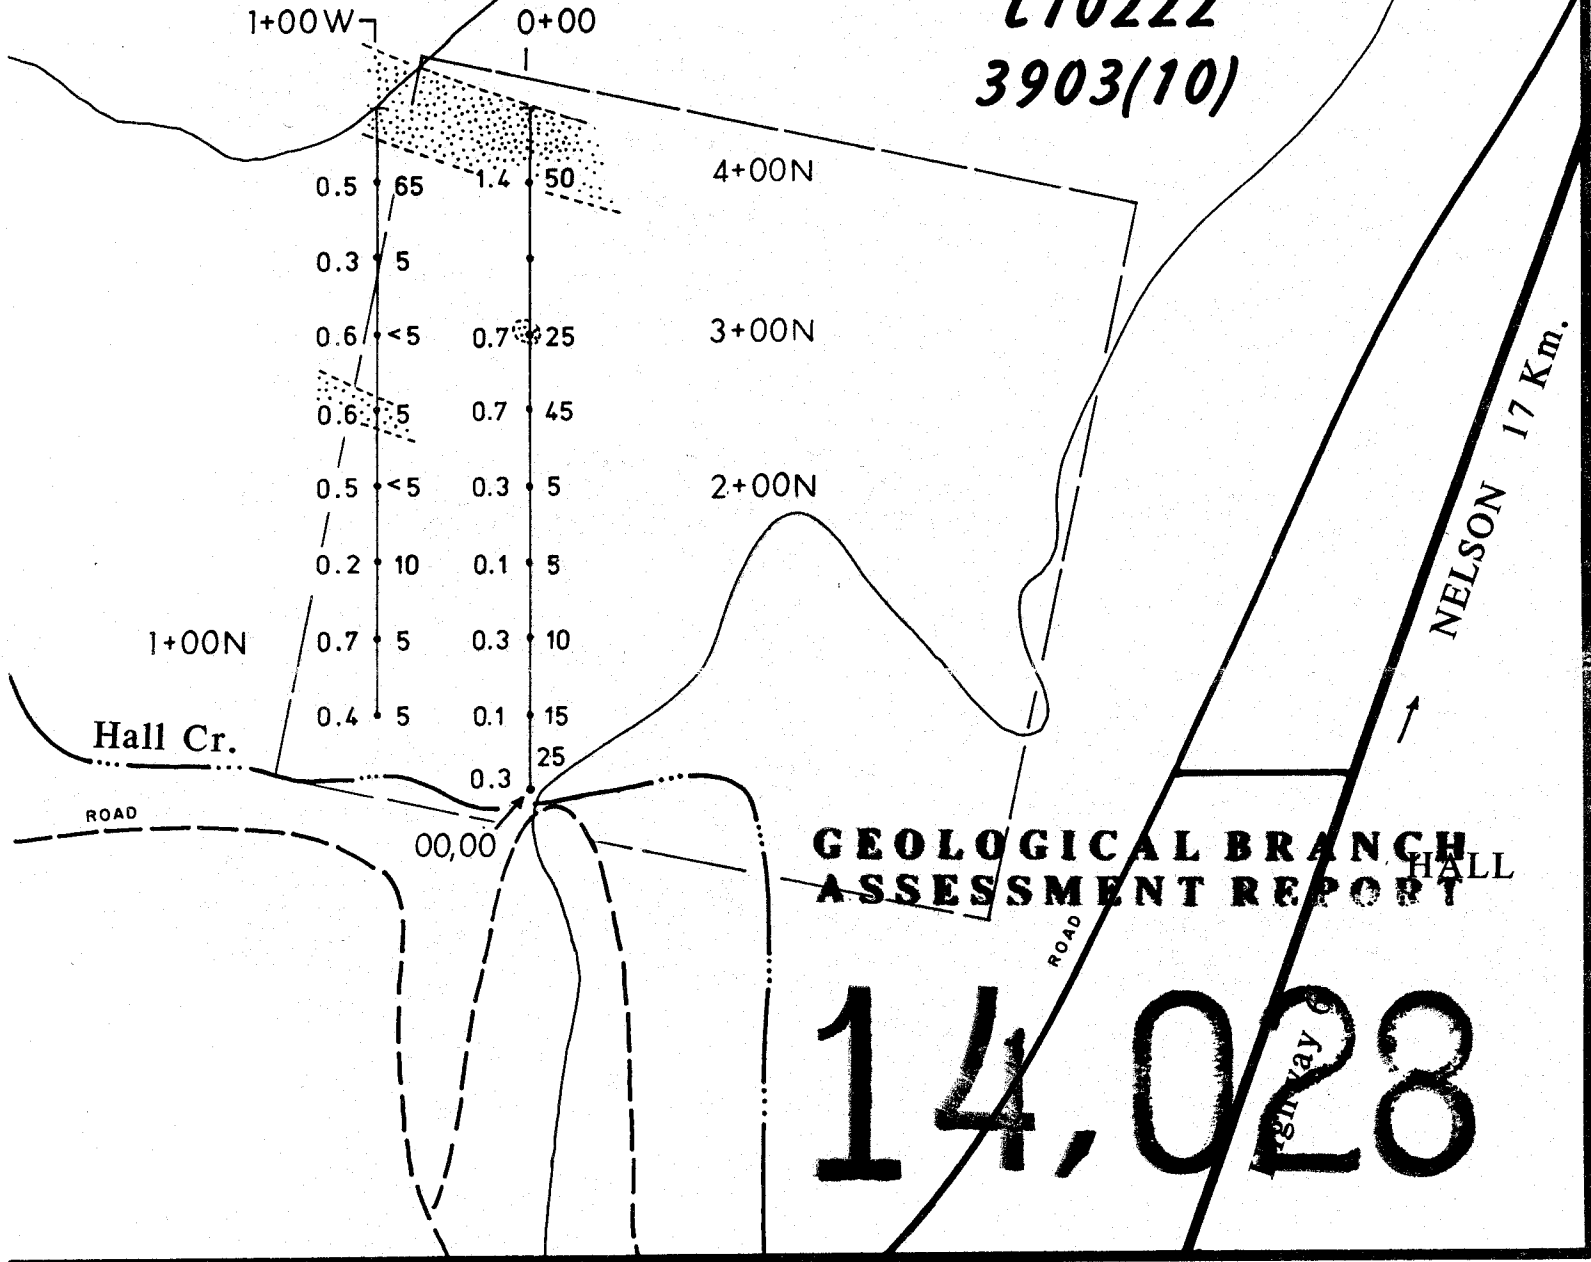 1+00W
0+00
3903(10)
0.5 65 1.4 50 4+00N
0.3 5
0.6 <5 0.7 25 3+00N
0.6 5 0.7 45
0.5 <5 0.3 5 2+00N
0.2 10 0.1 5
1+00N 0.7 5 0.3 10
0.4 5 0.1 15
Hall Cr.
25
0.3
ROAD
00,00
NELSON 17 Km.
GEOLOGICAL BRANCH
ASSESSMENT REPORT
HALL
ROAD
14,028
Highway 6